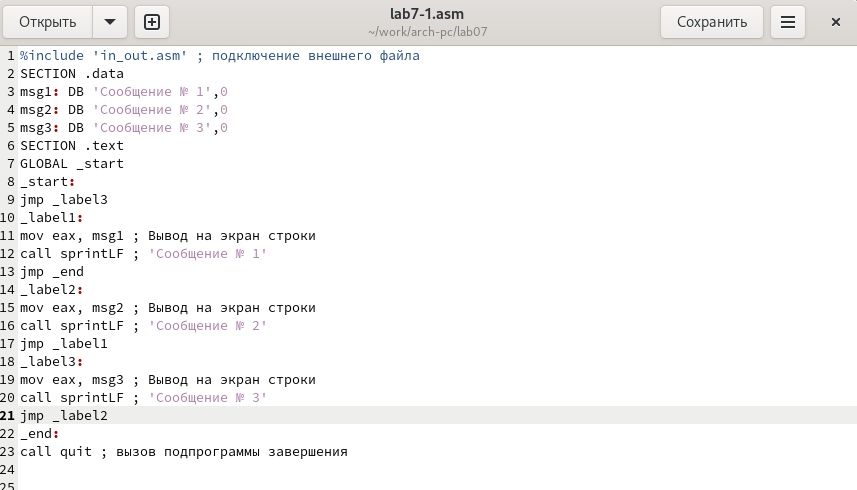 Открыть
lab7-1.asm
~/work/arch-pc/lab07
Сохранить
1 %include 'in_out.asm' ; подключение внешнего файла
2 SECTION .data
3 msg1: DB 'Сообщение № 1',0
4 msg2: DB 'Сообщение № 2',0
5 msg3: DB 'Сообщение № 3',0
6 SECTION .text
7 GLOBAL _start
8 _start:
9 jmp _label3
10 _label1:
11 mov eax, msg1 ; Вывод на экран строки
12 call sprintLF ; 'Сообщение № 1'
13 jmp _end
14 _label2:
15 mov eax, msg2 ; Вывод на экран строки
16 call sprintLF ; 'Сообщение № 2'
17 jmp _label1
18 _label3:
19 mov eax, msg3 ; Вывод на экран строки
20 call sprintLF ; 'Сообщение № 3'
21 jmp _label2
22 _end:
23 call quit ; вызов подпрограммы завершения
24
25